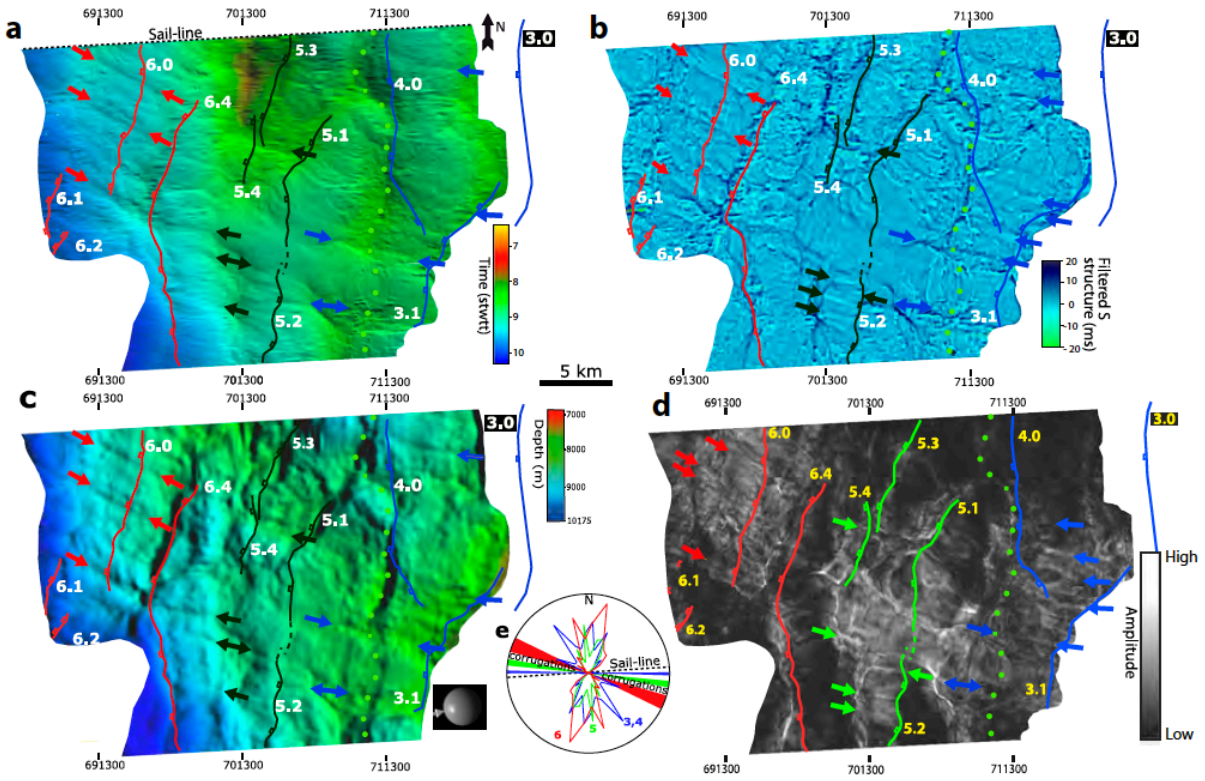 691300 701300 711300
a Sail-line N 3.0
6.0 5.3 4.0
6.4
5.1
5.4
6.1
6.2
5.2 3.1
Time (stwtt)
6
7
8
9
10
691300 701300 711300
b 3.0
6.0 6.4 5.3 4.0
5.1
5.4
6.1
6.2
5.2 3.1
Filtered S
structure (ms)
20
10
0
-10
-20
691300 701300 711300
5 km
c 3.0
6.0 5.3
6.4 4.0
5.1
5.4
6.1
6.2
5.2 3.1
Depth (m)
7000
8000
9000
10175
691300 701300 711300
e N
Sail-line
corrugations
corrugations
6 5 3,4
691300 701300 711300
d 3.0
6.0 5.3 4.0
6.4
5.4 5.1
6.1
6.2
5.2 3.1
High
Amplitude
Low
691300 701300 711300